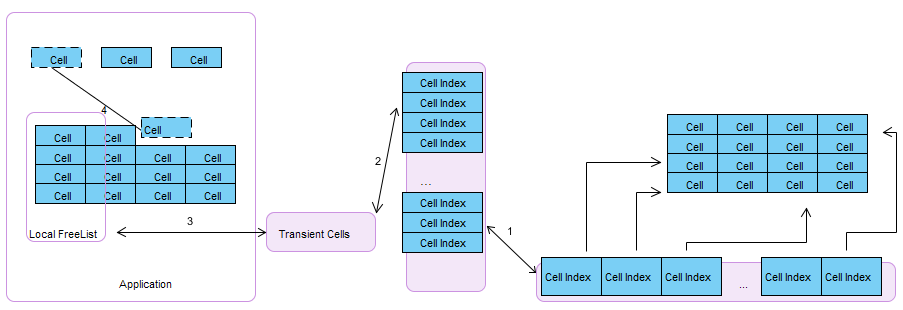 Cell Cell Cell
4
Cell
Cell Cell
Cell Cell Cell Cell
Cell Cell Cell Cell
Cell Cell Cell Cell
Local FreeList
3
Application
Transient Cells
2
Cell Index
Cell Index
Cell Index
Cell Index
...
Cell Index
Cell Index
Cell Index
1
Cell Cell Cell Cell
Cell Cell Cell Cell
Cell Cell Cell Cell
Cell Cell Cell Cell
Cell Index Cell Index Cell Index ... Cell Index Cell Index